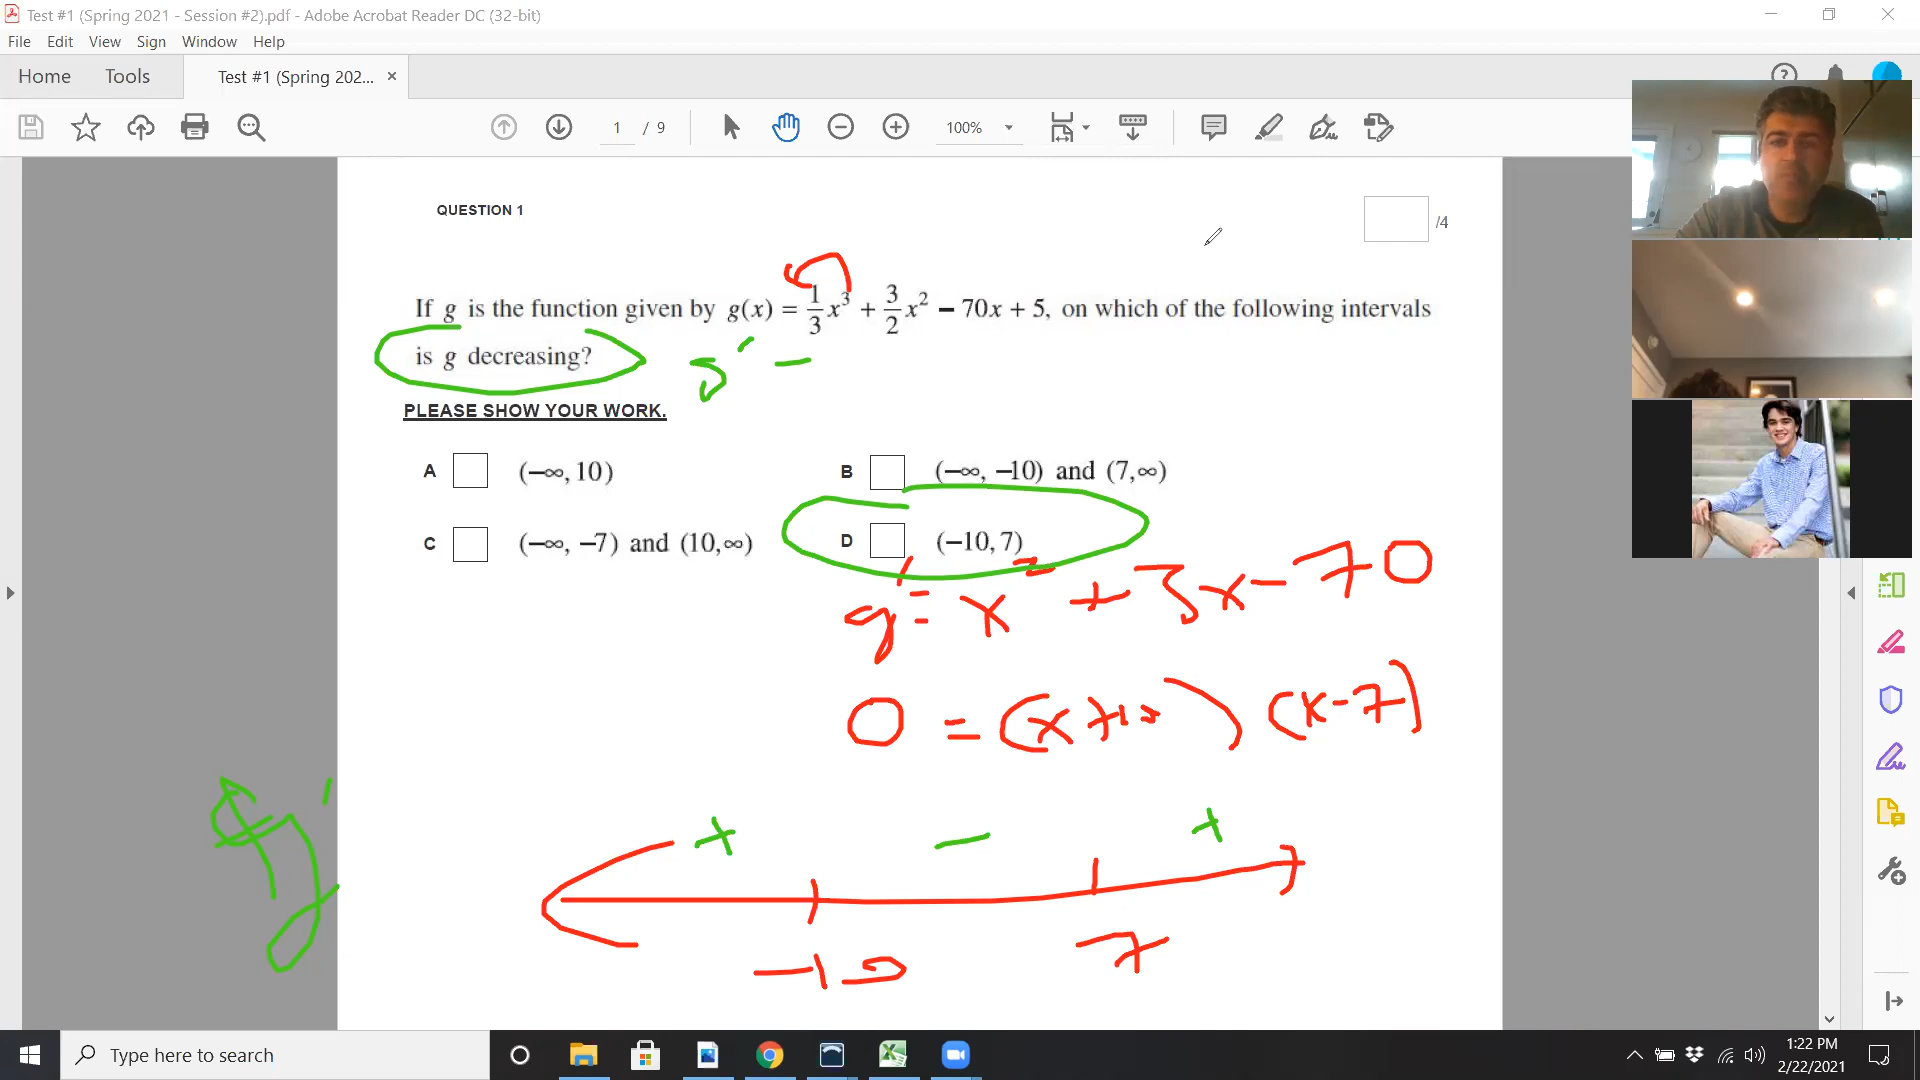 Test #1 (Spring 2021 - Session #2).pdf - Adobe Acrobat Reader DC (32-bit)
File Edit View Sign Window Help
Home Tools Test #1 (Spring 202... ×
1 / 9 100%
QUESTION 1
/4
If g is the function given by g(x) = 1/3 x³ + 3/2 x² − 70x + 5, on which of the following intervals
is g decreasing?
g' −
PLEASE SHOW YOUR WORK.
A (−∞, 10)
B (−∞, −10) and (7, ∞)
C (−∞, −7) and (10, ∞)
D (−10, 7)
g' = x² + 3x − 70
0 = (x+10) (x−7)
+ − +
g'
−10 7
Type here to search
1:22 PM
2/22/2021